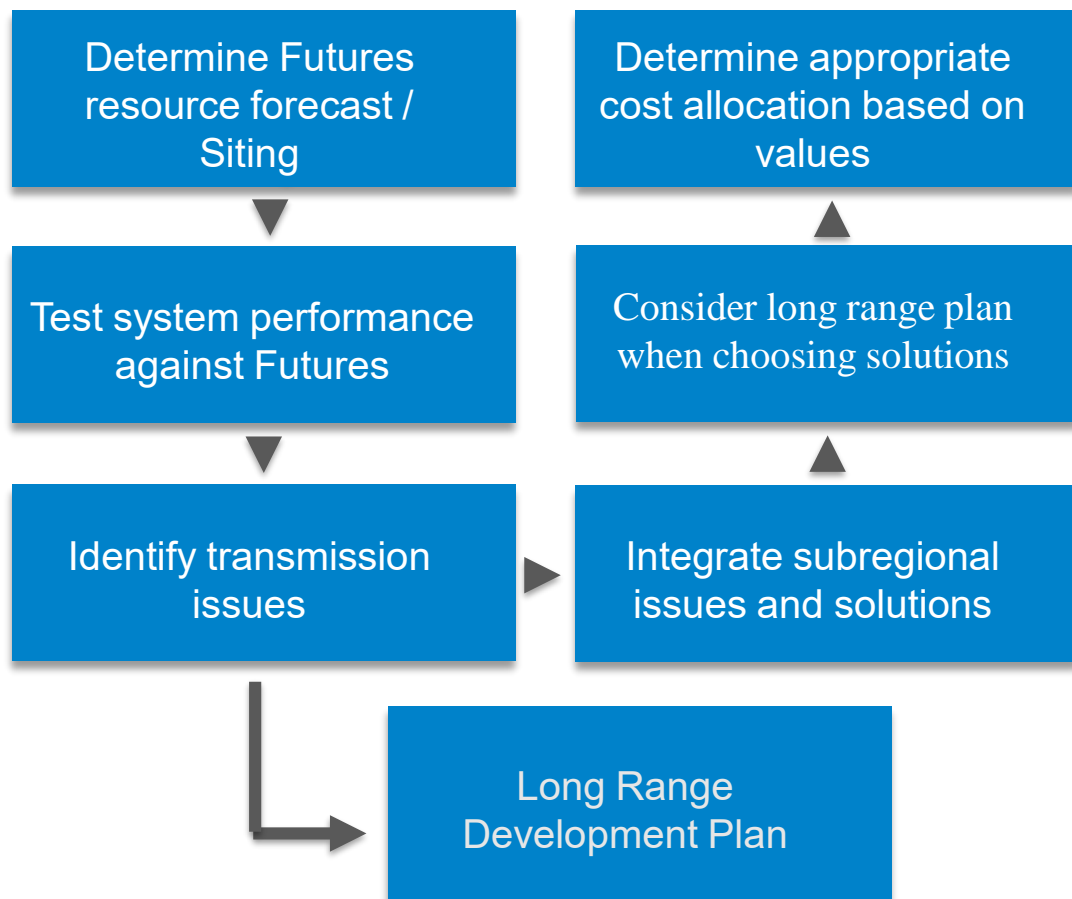 Determine Futures
resource forecast /
Siting
Test system performance
against Futures
Identify transmission
issues
Integrate subregional
issues and solutions
Consider long range plan
when choosing solutions
Determine appropriate
cost allocation based on
values
Long Range
Development Plan